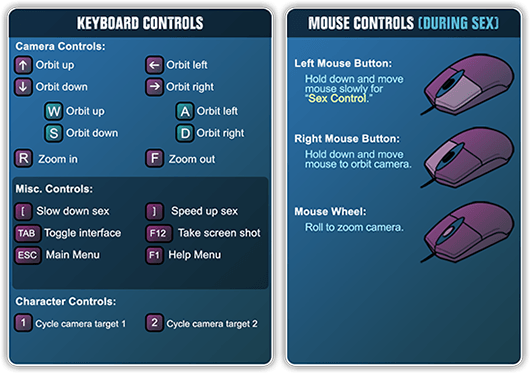 KEYBOARD CONTROLS
Camera Controls:
↑ Orbit up ← Orbit left
↓ Orbit down → Orbit right
W Orbit up A Orbit left
S Orbit down D Orbit right
R Zoom in F Zoom out
Misc. Controls:
[ Slow down sex ] Speed up sex
TAB Toggle interface F12 Take screen shot
ESC Main Menu F1 Help Menu
Character Controls:
1 Cycle camera target 1 2 Cycle camera target 2
MOUSE CONTROLS (DURING SEX)
Left Mouse Button:
Hold down and move
mouse slowly for
"Sex Control."
Right Mouse Button:
Hold down and move
mouse to orbit camera.
Mouse Wheel:
Roll to zoom camera.